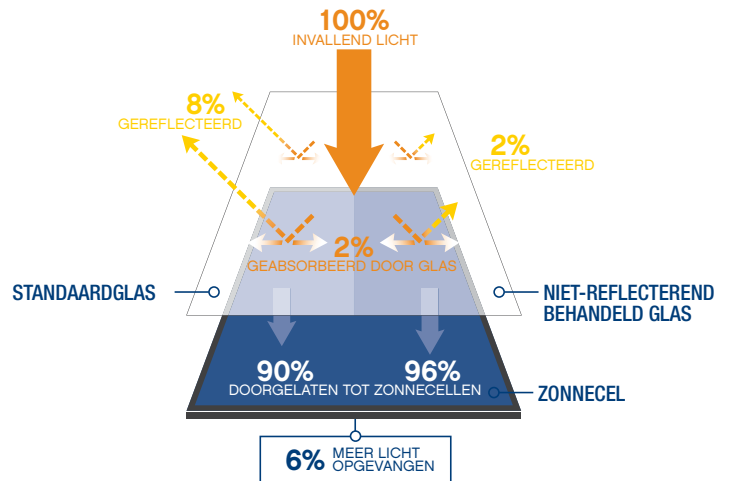 100%
INVALLEND LICHT
8%
GEREFLECTEERD
2%
GEREFLECTEERD
2%
GEABSORBEERD DOOR GLAS
STANDAARDGLAS
NIET-REFLECTEREND
BEHANDELD GLAS
90%
96%
DOORGELATEN TOT ZONNECELLEN
ZONNECEL
6% MEER LICHT
OPGEVANGEN